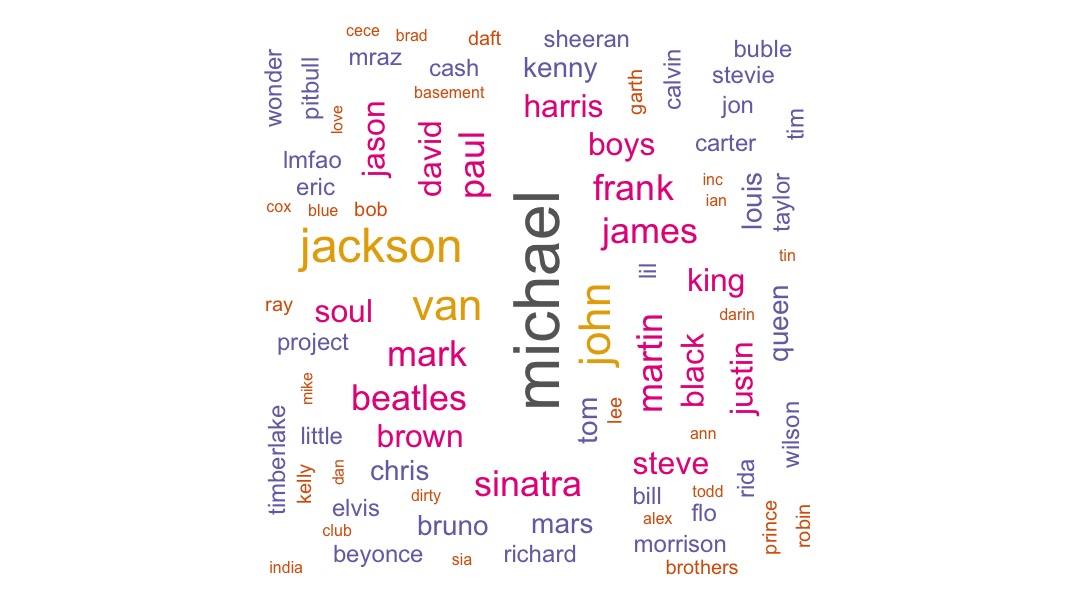 cece
brad
daft
sheeran
buble
wonder
pitbull
mraz
cash
kenny
garth
calvin
stevie
basement
love
jason
harris
jon
tim
david
paul
boys
carter
lmfao
eric
frank
inc
ian
louis
taylor
cox
blue
bob
michael
james
jackson
tin
lil
king
ray
soul
van
john
martin
black
justin
darin
queen
project
mark
mike
beatles
tom
lee
wilson
timberlake
little
brown
ann
kelly
dan
chris
sinatra
steve
rida
dirty
bill
todd
elvis
bruno
mars
alex
flo
prince
robin
club
beyonce
sia
richard
morrison
india
brothers